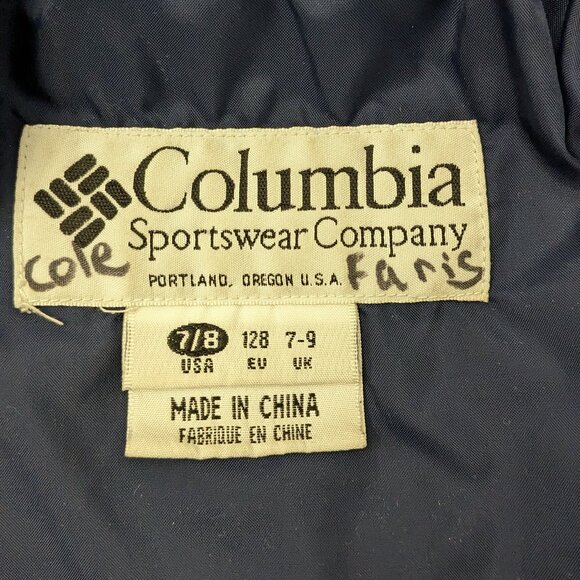 Columbia
Sportswear Company
Cole PORTLAND, OREGON U.S.A. Faris
7/8 128 7-9
USA EU UK
MADE IN CHINA
FABRIQUE EN CHINE